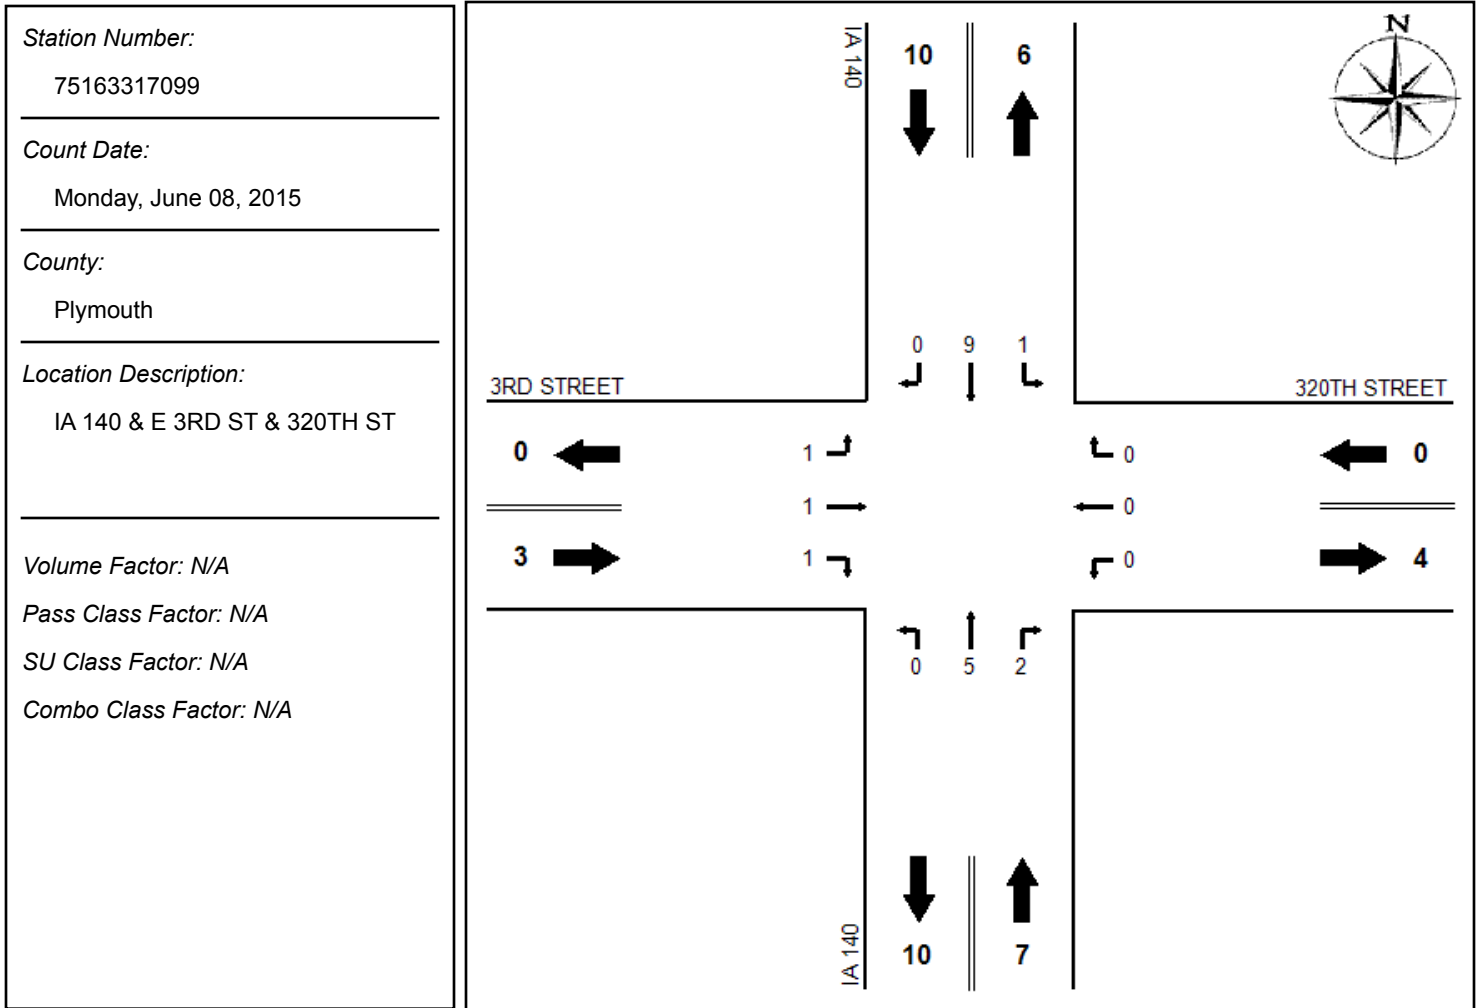 Station Number:
75163317099
Count Date:
Monday, June 08, 2015
County:
Plymouth
Location Description:
IA 140 & E 3RD ST & 320TH ST
Volume Factor: N/A
Pass Class Factor: N/A
SU Class Factor: N/A
Combo Class Factor: N/A
N
IA 140
10 6
0 9 1
3RD STREET
320TH STREET
0 1 0 0
1 0
3 1 0 4
0 5 2
IA 140
10 7